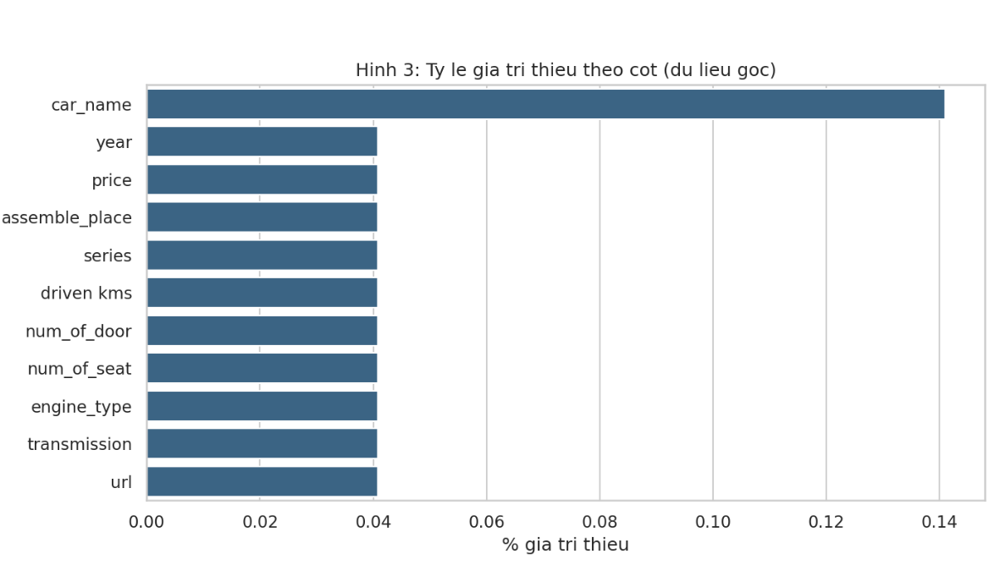 Hinh 3: Ty le gia tri thieu theo cot (du lieu goc)
car_name
year
price
assemble_place
series
driven kms
num_of_door
num_of_seat
engine_type
transmission
url
0.00 0.02 0.04 0.06 0.08 0.10 0.12 0.14
% gia tri thieu